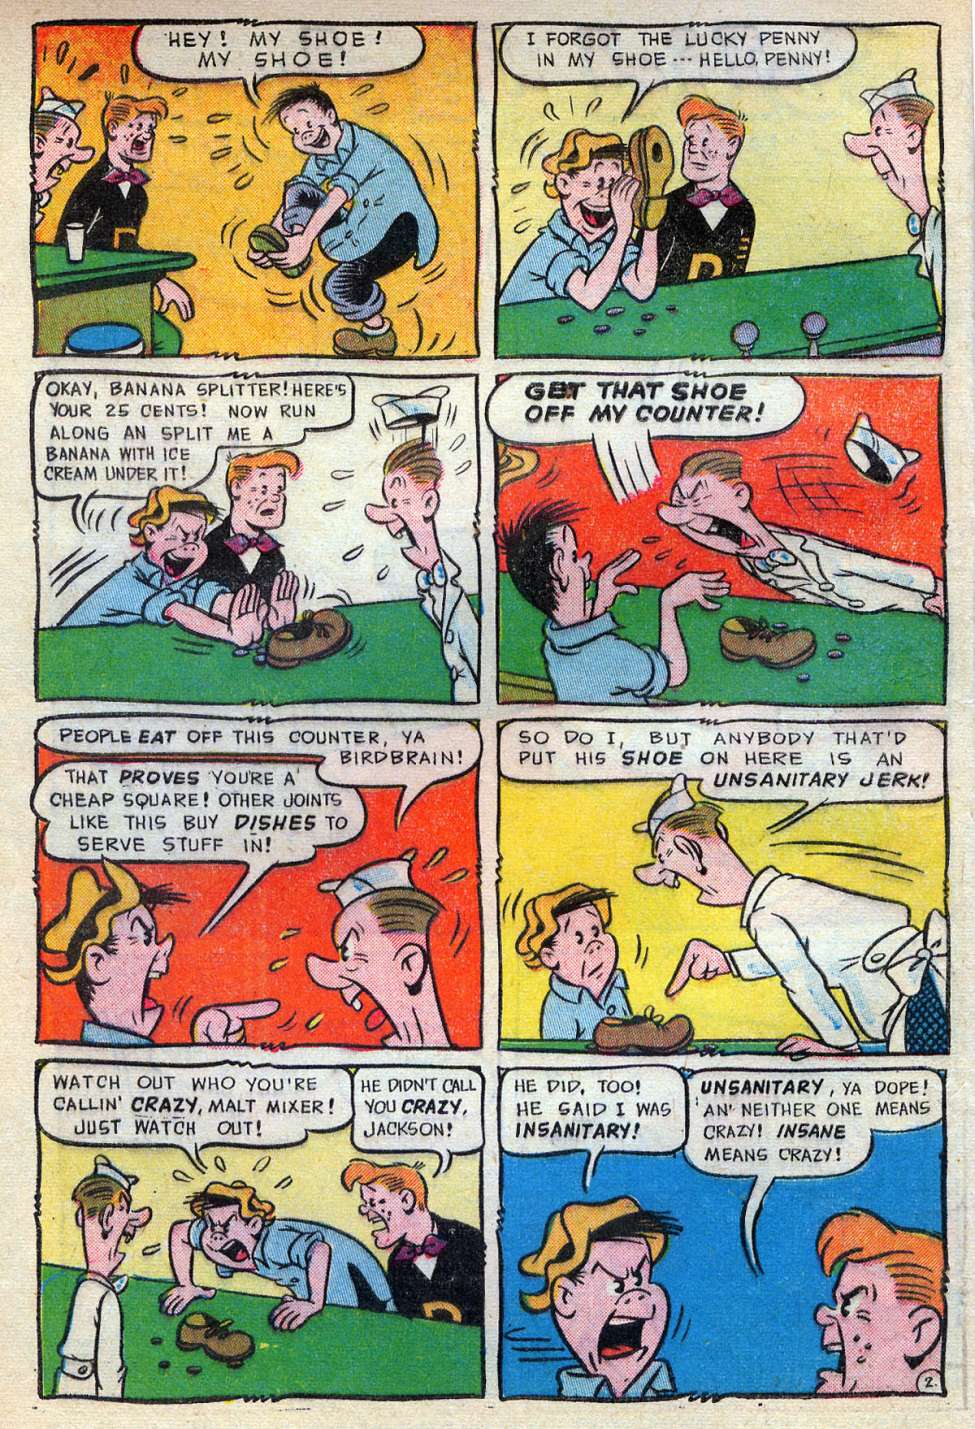 HEY! MY SHOE!
MY SHOE!
D
I FORGOT THE LUCKY PENNY
IN MY SHOE --- HELLO, PENNY!
D
OKAY, BANANA SPLITTER! HERE'S
YOUR 25 CENTS! NOW RUN
ALONG AN SPLIT ME A
BANANA WITH ICE
CREAM UNDER IT!
GET THAT SHOE
OFF MY COUNTER!
PEOPLE EAT OFF THIS COUNTER, YA
BIRDBRAIN!
THAT PROVES YOU'RE A
CHEAP SQUARE! OTHER JOINTS
LIKE THIS BUY DISHES TO
SERVE STUFF IN!
SO DO I, BUT ANYBODY THAT'D
PUT HIS SHOE ON HERE IS AN
UNSANITARY JERK!
WATCH OUT WHO YOU'RE
CALLIN' CRAZY, MALT MIXER!
JUST WATCH OUT!
HE DIDN'T CALL
YOU CRAZY,
JACKSON!
D
HE DID, TOO!
HE SAID I WAS
INSANITARY!
UNSANITARY, YA DOPE!
AN' NEITHER ONE MEANS
CRAZY! INSANE
MEANS CRAZY!
2.